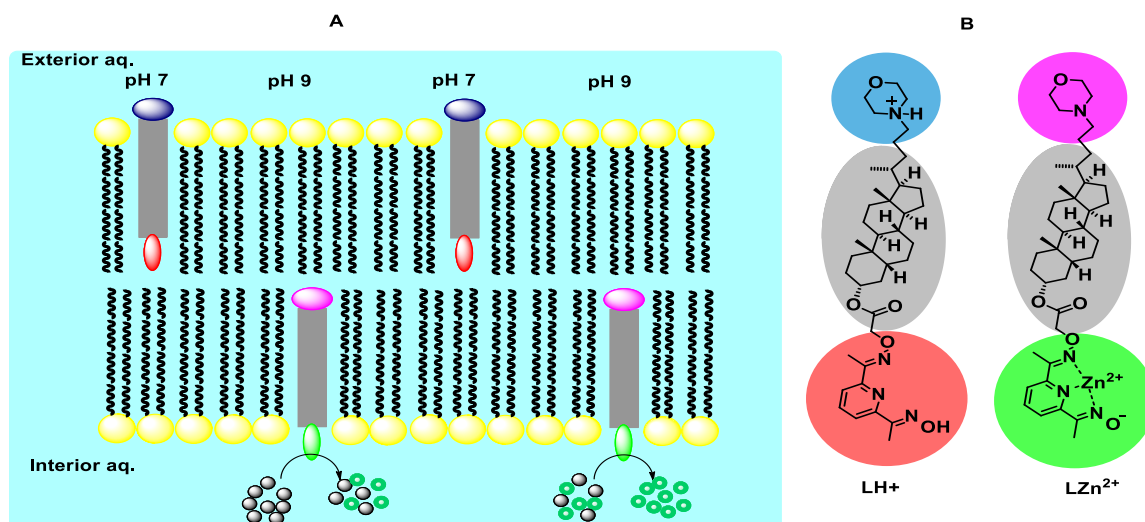 A
B
Exterior aq.
pH 7
pH 9
pH 7
pH 9
Interior aq.
O
+
N-H
H
H
H
H
H
O
O
O
N
N
N
OH
LH+
O
N
H
H
H
H
H
O
O
O
N
Zn2+
N
N
O−
LZn2+